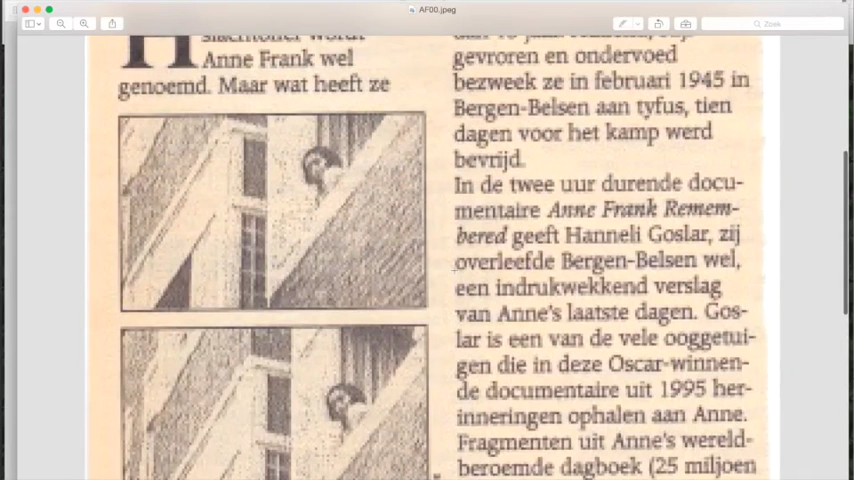 AF00.jpeg
Zoek
slachtoffer wordt
Anne Frank wel
genoemd. Maar wat heeft ze
gevroren en ondervoed
bezweek ze in februari 1945 in
Bergen-Belsen aan tyfus, tien
dagen voor het kamp werd
bevrijd.
In de twee uur durende docu-
mentaire Anne Frank Remem-
bered geeft Hanneli Goslar, zij
overleefde Bergen-Belsen wel,
een indrukwekkend verslag
van Anne's laatste dagen. Gos-
lar is een van de vele ooggetui-
gen die in deze Oscar-winnen-
de documentaire uit 1995 her-
inneringen ophalen aan Anne.
Fragmenten uit Anne's wereld-
beroemde dagboek (25 miljoen